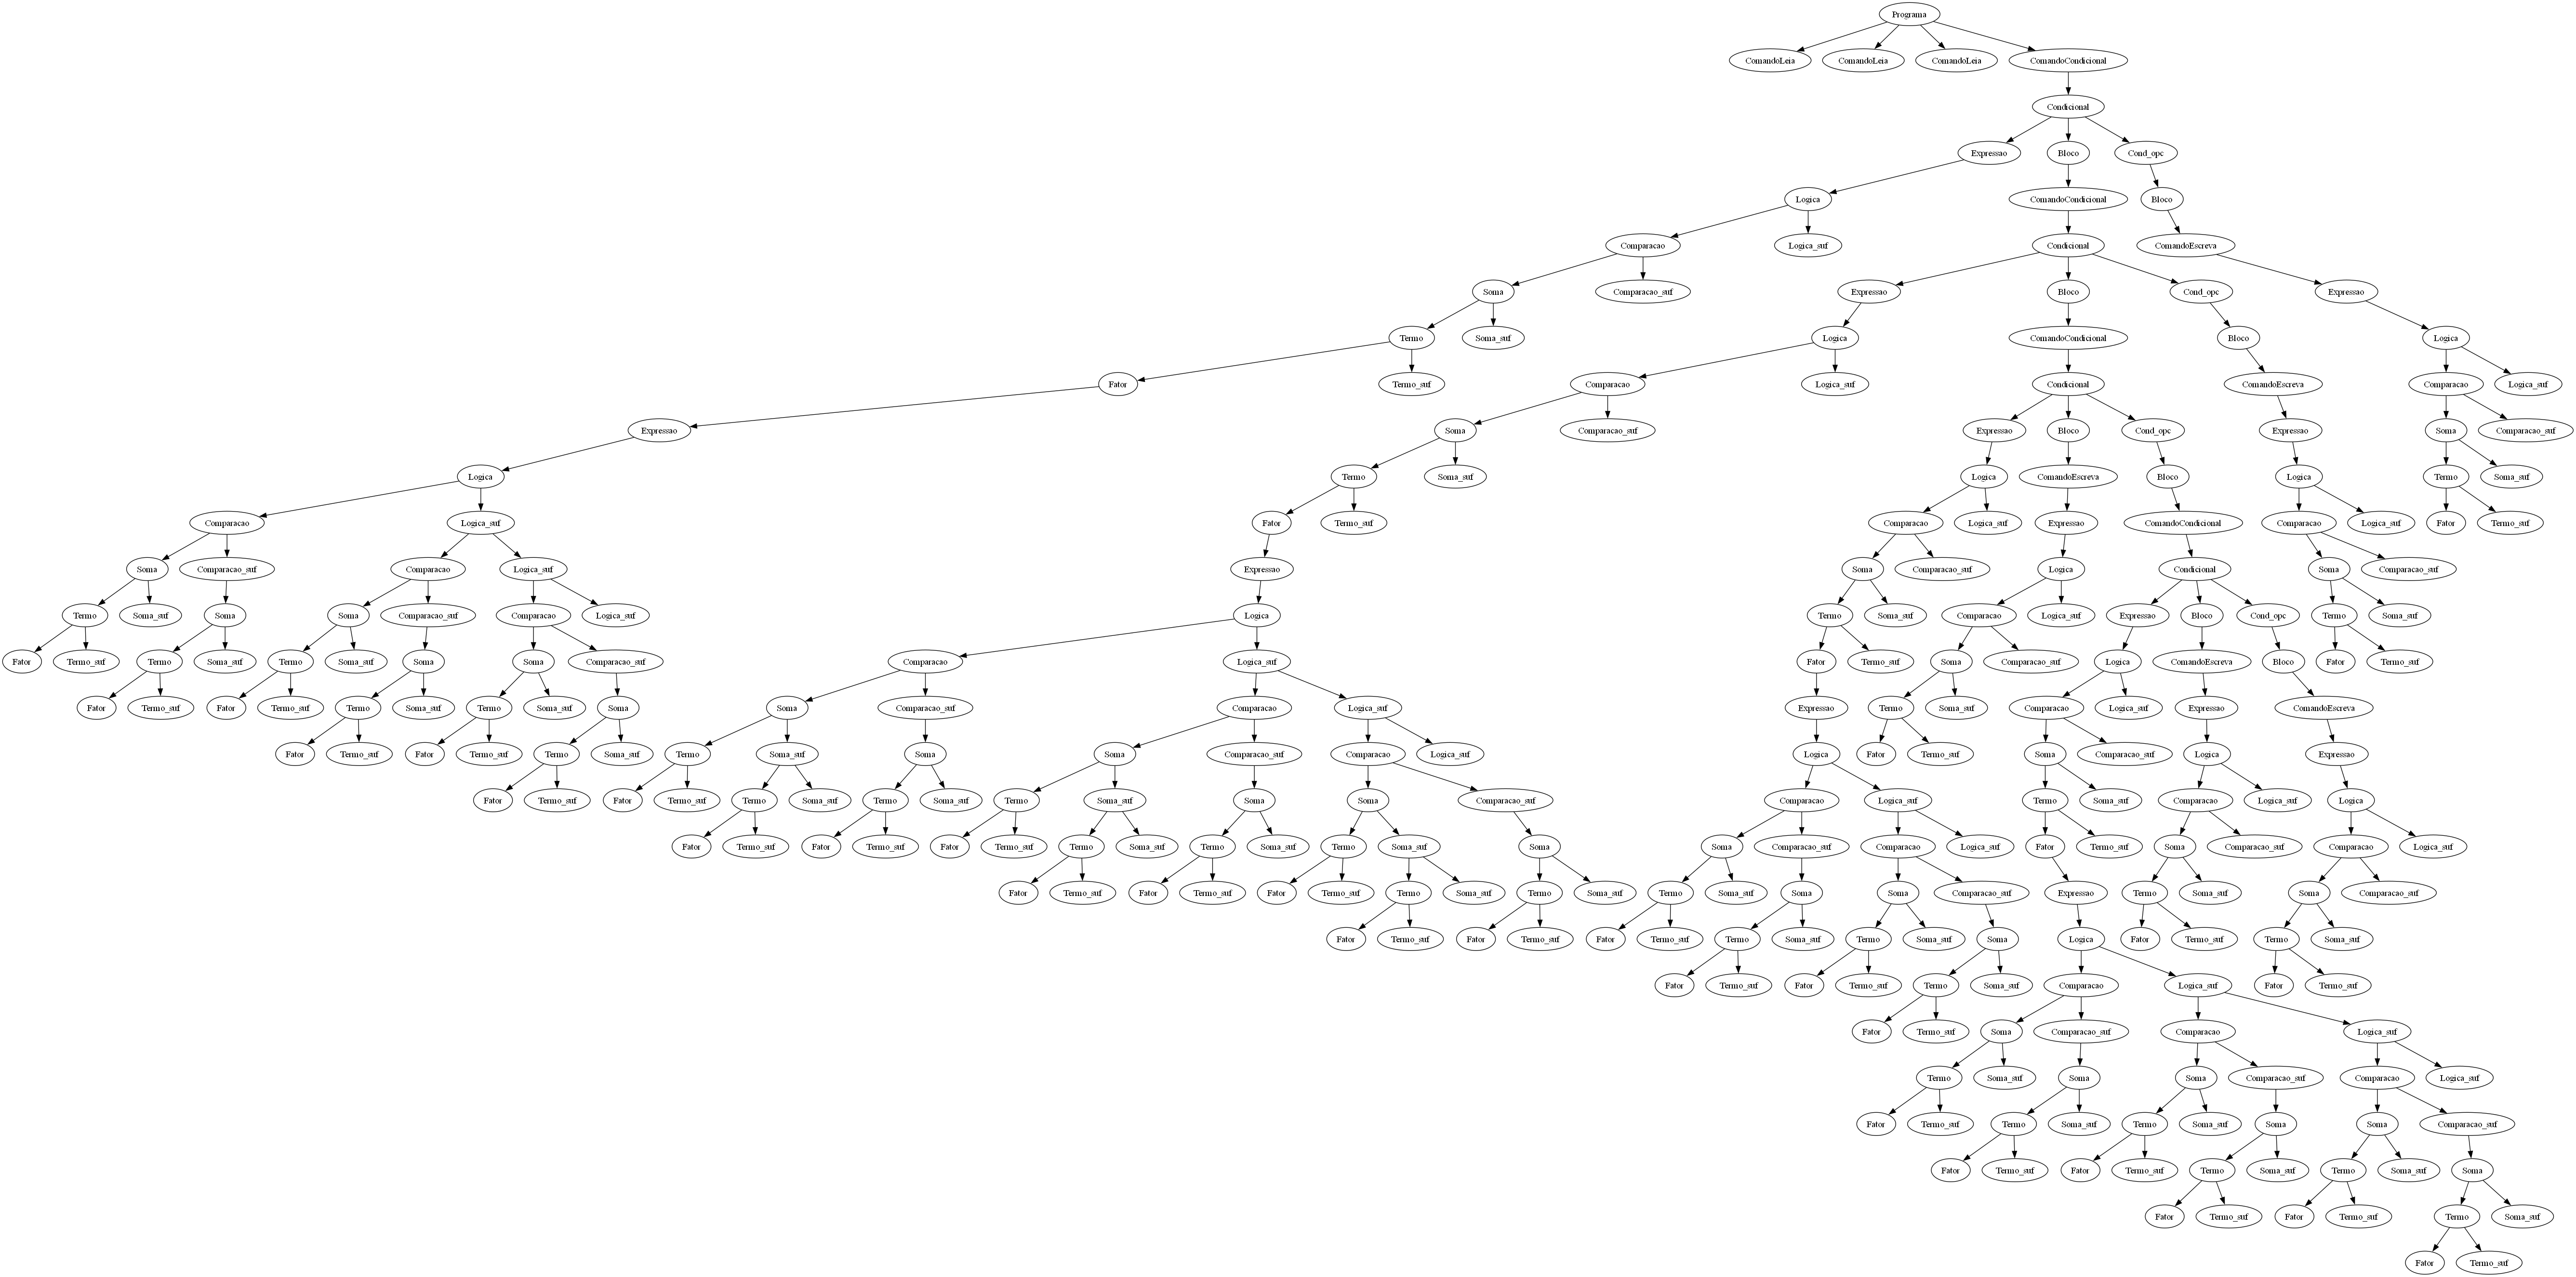 Programa
ComandoLeia ComandoLeia ComandoLeia ComandoCondicional
Condicional
Expressao Bloco Cond_opc
Logica ComandoCondicional Bloco
Comparacao Logica_suf Condicional ComandoEscreva
Soma Comparacao_suf Expressao Bloco Cond_opc Expressao
Termo Soma_suf Logica ComandoCondicional Bloco Logica
Fator Termo_suf Comparacao Logica_suf Condicional ComandoEscreva Comparacao Logica_suf
Expressao Soma Comparacao_suf Expressao Bloco Cond_opc Expressao Soma Comparacao_suf
Logica Termo Soma_suf Logica ComandoEscreva Bloco Logica Termo Soma_suf
Comparacao Logica_suf Fator Termo_suf Comparacao Logica_suf Expressao ComandoCondicional Comparacao Logica_suf Fator Termo_suf
Soma Comparacao_suf Comparacao Logica_suf Expressao Soma Comparacao_suf Logica Condicional Soma Comparacao_suf
Termo Soma_suf Soma Soma Comparacao_suf Comparacao Logica_suf Logica Termo Soma_suf Comparacao Logica_suf Expressao Bloco Cond_opc Termo Soma_suf
Fator Termo_suf Termo Soma_suf Termo Soma_suf Soma Soma Comparacao_suf Comparacao Logica_suf Fator Termo_suf Soma Comparacao_suf Logica ComandoEscreva Bloco Fator Termo_suf
Fator Termo_suf Fator Termo_suf Termo Soma_suf Termo Soma_suf Soma Soma Comparacao_suf Comparacao Logica_suf Expressao Termo Soma_suf Comparacao Logica_suf Expressao ComandoEscreva
Fator Termo_suf Fator Termo_suf Termo Soma_suf Termo Soma_suf Soma Soma Comparacao_suf Comparacao Logica_suf Logica Fator Termo_suf Soma Comparacao_suf Logica Expressao
Fator Termo_suf Fator Termo_suf Termo Soma_suf Termo Soma_suf Termo Soma_suf Soma Soma Comparacao_suf Comparacao Logica_suf Termo Soma_suf Comparacao Logica_suf Logica
Fator Termo_suf Fator Termo_suf Fator Termo_suf Termo Soma_suf Termo Soma_suf Termo Soma_suf Soma Soma Comparacao_suf Comparacao Logica_suf Fator Termo_suf Soma Comparacao_suf Comparacao Logica_suf
Fator Termo_suf Fator Termo_suf Fator Termo_suf Termo Soma_suf Termo Soma_suf Termo Soma_suf Soma Soma Comparacao_suf Expressao Termo Soma_suf Soma Comparacao_suf
Fator Termo_suf Fator Termo_suf Fator Termo_suf Termo Soma_suf Termo Soma_suf Soma Logica Fator Termo_suf Termo Soma_suf
Fator Termo_suf Fator Termo_suf Termo Soma_suf Comparacao Logica_suf Fator Termo_suf
Fator Termo_suf Soma Comparacao_suf Comparacao Logica_suf
Termo Soma_suf Soma Soma Comparacao_suf Comparacao Logica_suf
Fator Termo_suf Termo Soma_suf Termo Soma_suf Soma Soma Comparacao_suf
Fator Termo_suf Fator Termo_suf Termo Soma_suf Termo Soma_suf Soma
Fator Termo_suf Fator Termo_suf Termo Soma_suf
Fator Termo_suf